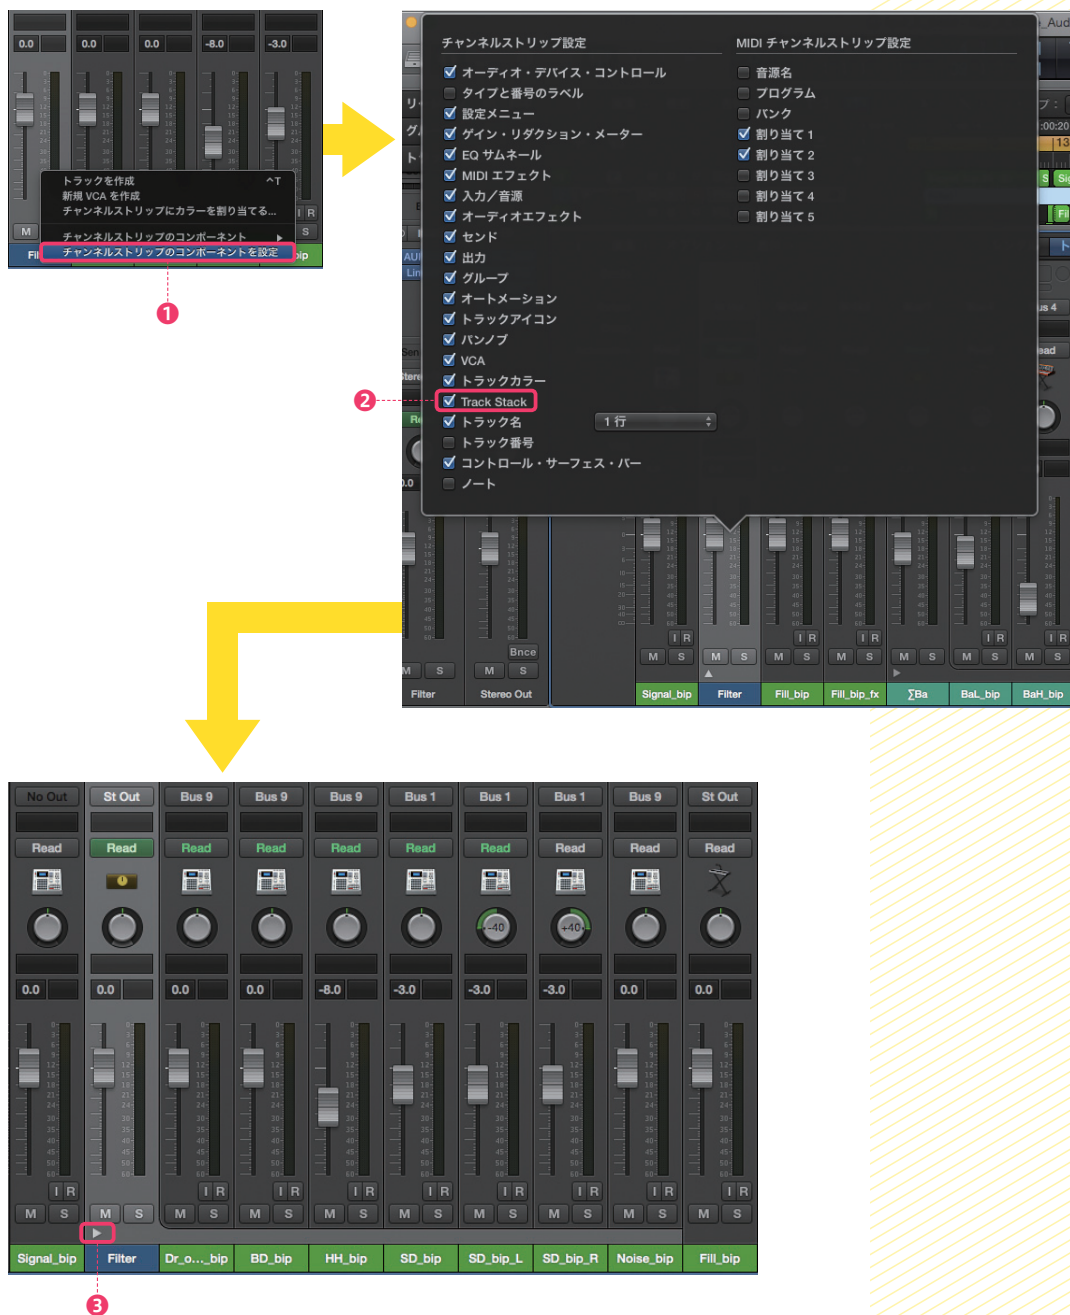 0.0 0.0 0.0 -8.0 -3.0
トラックを作成 ^T
新規 VCA を作成
チャンネルストリップにカラーを割り当てる...
チャンネルストリップのコンポーネント
チャンネルストリップのコンポーネントを設定
I R
M S
Fil bip
1
チャンネルストリップ設定
オーディオ・デバイス・コントロール
タイプと番号のラベル
設定メニュー
ゲイン・リダクション・メーター
EQ サムネール
MIDI エフェクト
入力／音源
オーディオエフェクト
センド
出力
グループ
オートメーション
トラックアイコン
パンノブ
VCA
トラックカラー
Track Stack
トラック名 1 行
トラック番号
コントロール・サーフェス・バー
ノート
2
MIDI チャンネルストリップ設定
音源名
プログラム
バンク
割り当て 1
割り当て 2
割り当て 3
割り当て 4
割り当て 5
I R I R I R I R I R
Bnce
M S M S M S M S M S M S M S M S M S
Filter Stereo Out Signal_bip Filter Fill_bip Fill_bip_fx ∑Ba BaL_bip BaH_bip
No Out St Out Bus 9 Bus 9 Bus 9 Bus 1 Bus 1 Bus 1 Bus 9 St Out
Read Read Read Read Read Read Read Read Read Read
-40 +40
0.0 0.0 0.0 0.0 -8.0 -3.0 -3.0 -3.0 0.0 0.0
I R I R I R I R I R I R I R I R I R
M S M S M S M S M S M S M S M S M S M S
Signal_bip Filter Dr_o..._bip BD_bip HH_bip SD_bip SD_bip_L SD_bip_R Noise_bip Fill_bip
3